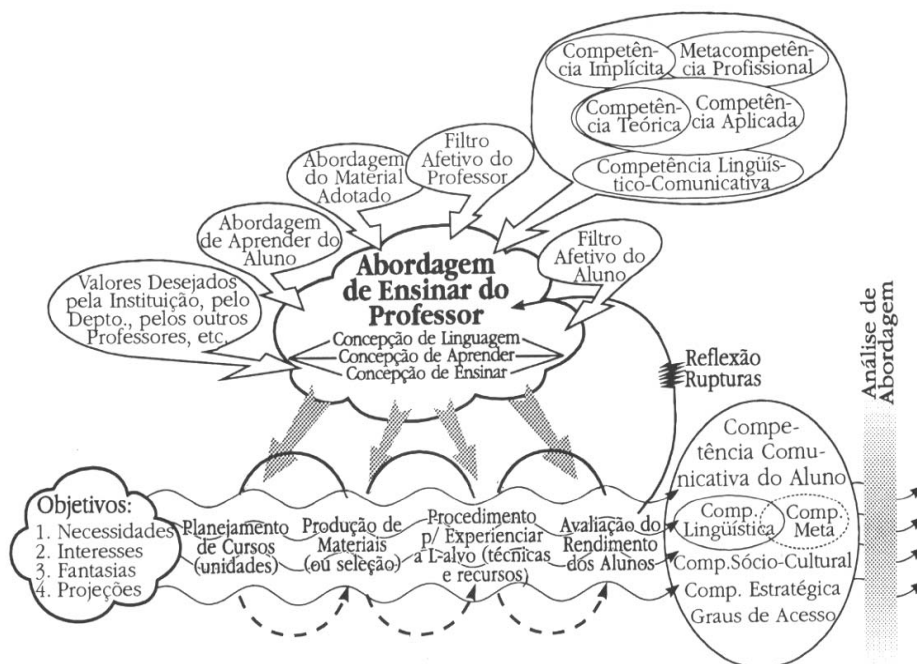 Competên-
cia Implícita
Metacompetência
Profissional
Competên-
cia Teórica
Competên-
cia Aplicada
Competência Lingüís-
tico-Comunicativa
Filtro
Afetivo do
Professor
Abordagem
do Material
Adotado
Abordagem
de Aprender do
Aluno
Valores Desejados
pela Instituição, pelo
Depto., pelos outros
Professores, etc.
Filtro
Afetivo do
Aluno
Abordagem
de Ensinar do
Professor
Concepção de Linguagem
Concepção de Aprender
Concepção de Ensinar
Reflexão
Rupturas
Análise de
Abordagem
Objetivos:
1. Necessidades
2. Interesses
3. Fantasias
4. Projeções
Planejamento
de Cursos
(unidades)
Produção de
Materiais
(ou seleção)
Procedimento
p/ Experienciar
a L-alvo (técnicas
e recursos)
Avaliação do
Rendimento
dos Alunos
Compe-
tência Comu-
nicativa do Aluno
Comp.
Lingüística
Comp.
Meta
Comp.Sócio-Cultural
Comp. Estratégica
Graus de Acesso